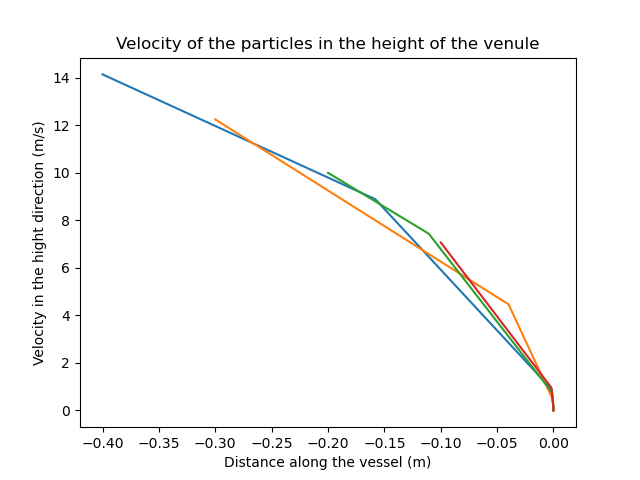 Velocity of the particles in the height of the venule
Velocity in the hight direction (m/s)
14
12
10
8
6
4
2
0
−0.40 −0.35 −0.30 −0.25 −0.20 −0.15 −0.10 −0.05 0.00
Distance along the vessel (m)